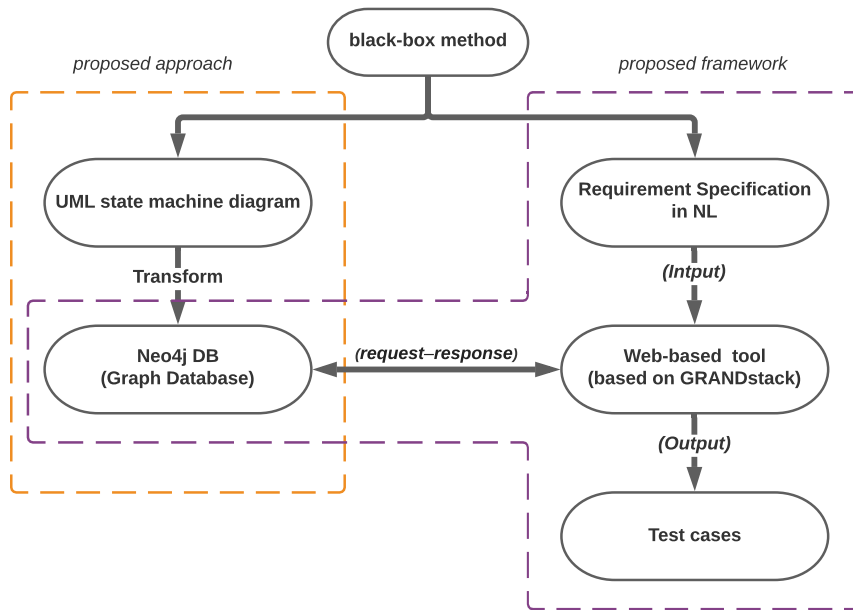 black-box method
proposed approach
proposed framework
UML state machine diagram
Requirement Specification
in NL
Transform
(Intput)
Neo4j DB
(Graph Database)
(request–response)
Web-based tool
(based on GRANDstack)
(Output)
Test cases